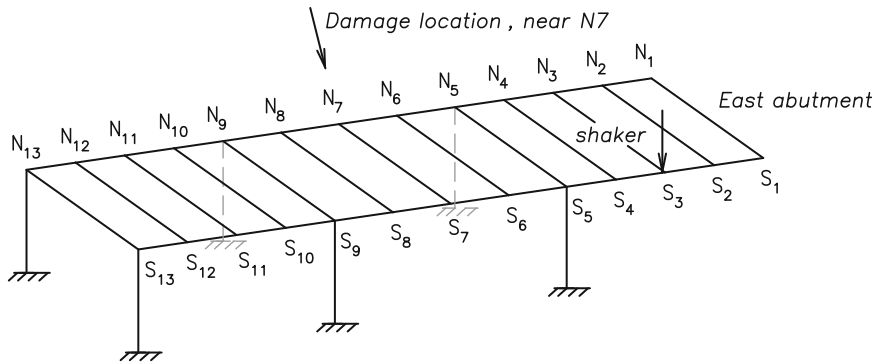 Damage location , near N7
N₁
N₂
N₃
N₄
N₅
N₆
N₇
N₈
N₉
N₁₀
N₁₁
N₁₂
N₁₃
East abutment
shaker
S₁
S₂
S₃
S₄
S₅
S₆
S₇
S₈
S₉
S₁₀
S₁₁
S₁₂
S₁₃